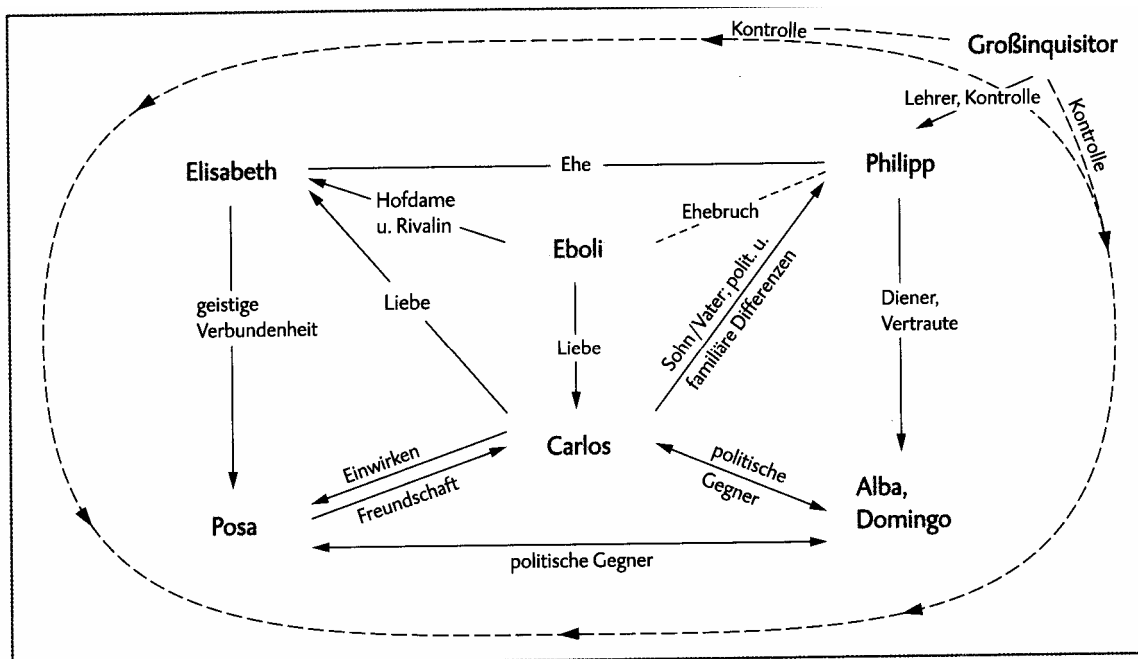 Kontrolle
Großinquisitor
Lehrer, Kontrolle
Kontrolle
Elisabeth
Ehe
Philipp
Hofdame
u. Rivalin
Ehebruch
Eboli
geistige
Verbundenheit
Liebe
Liebe
Sohn/Vater; polit. u.
familiäre Differenzen
Diener,
Vertraute
Carlos
Einwirken
Freundschaft
politische
Gegner
Posa
Alba,
Domingo
politische Gegner